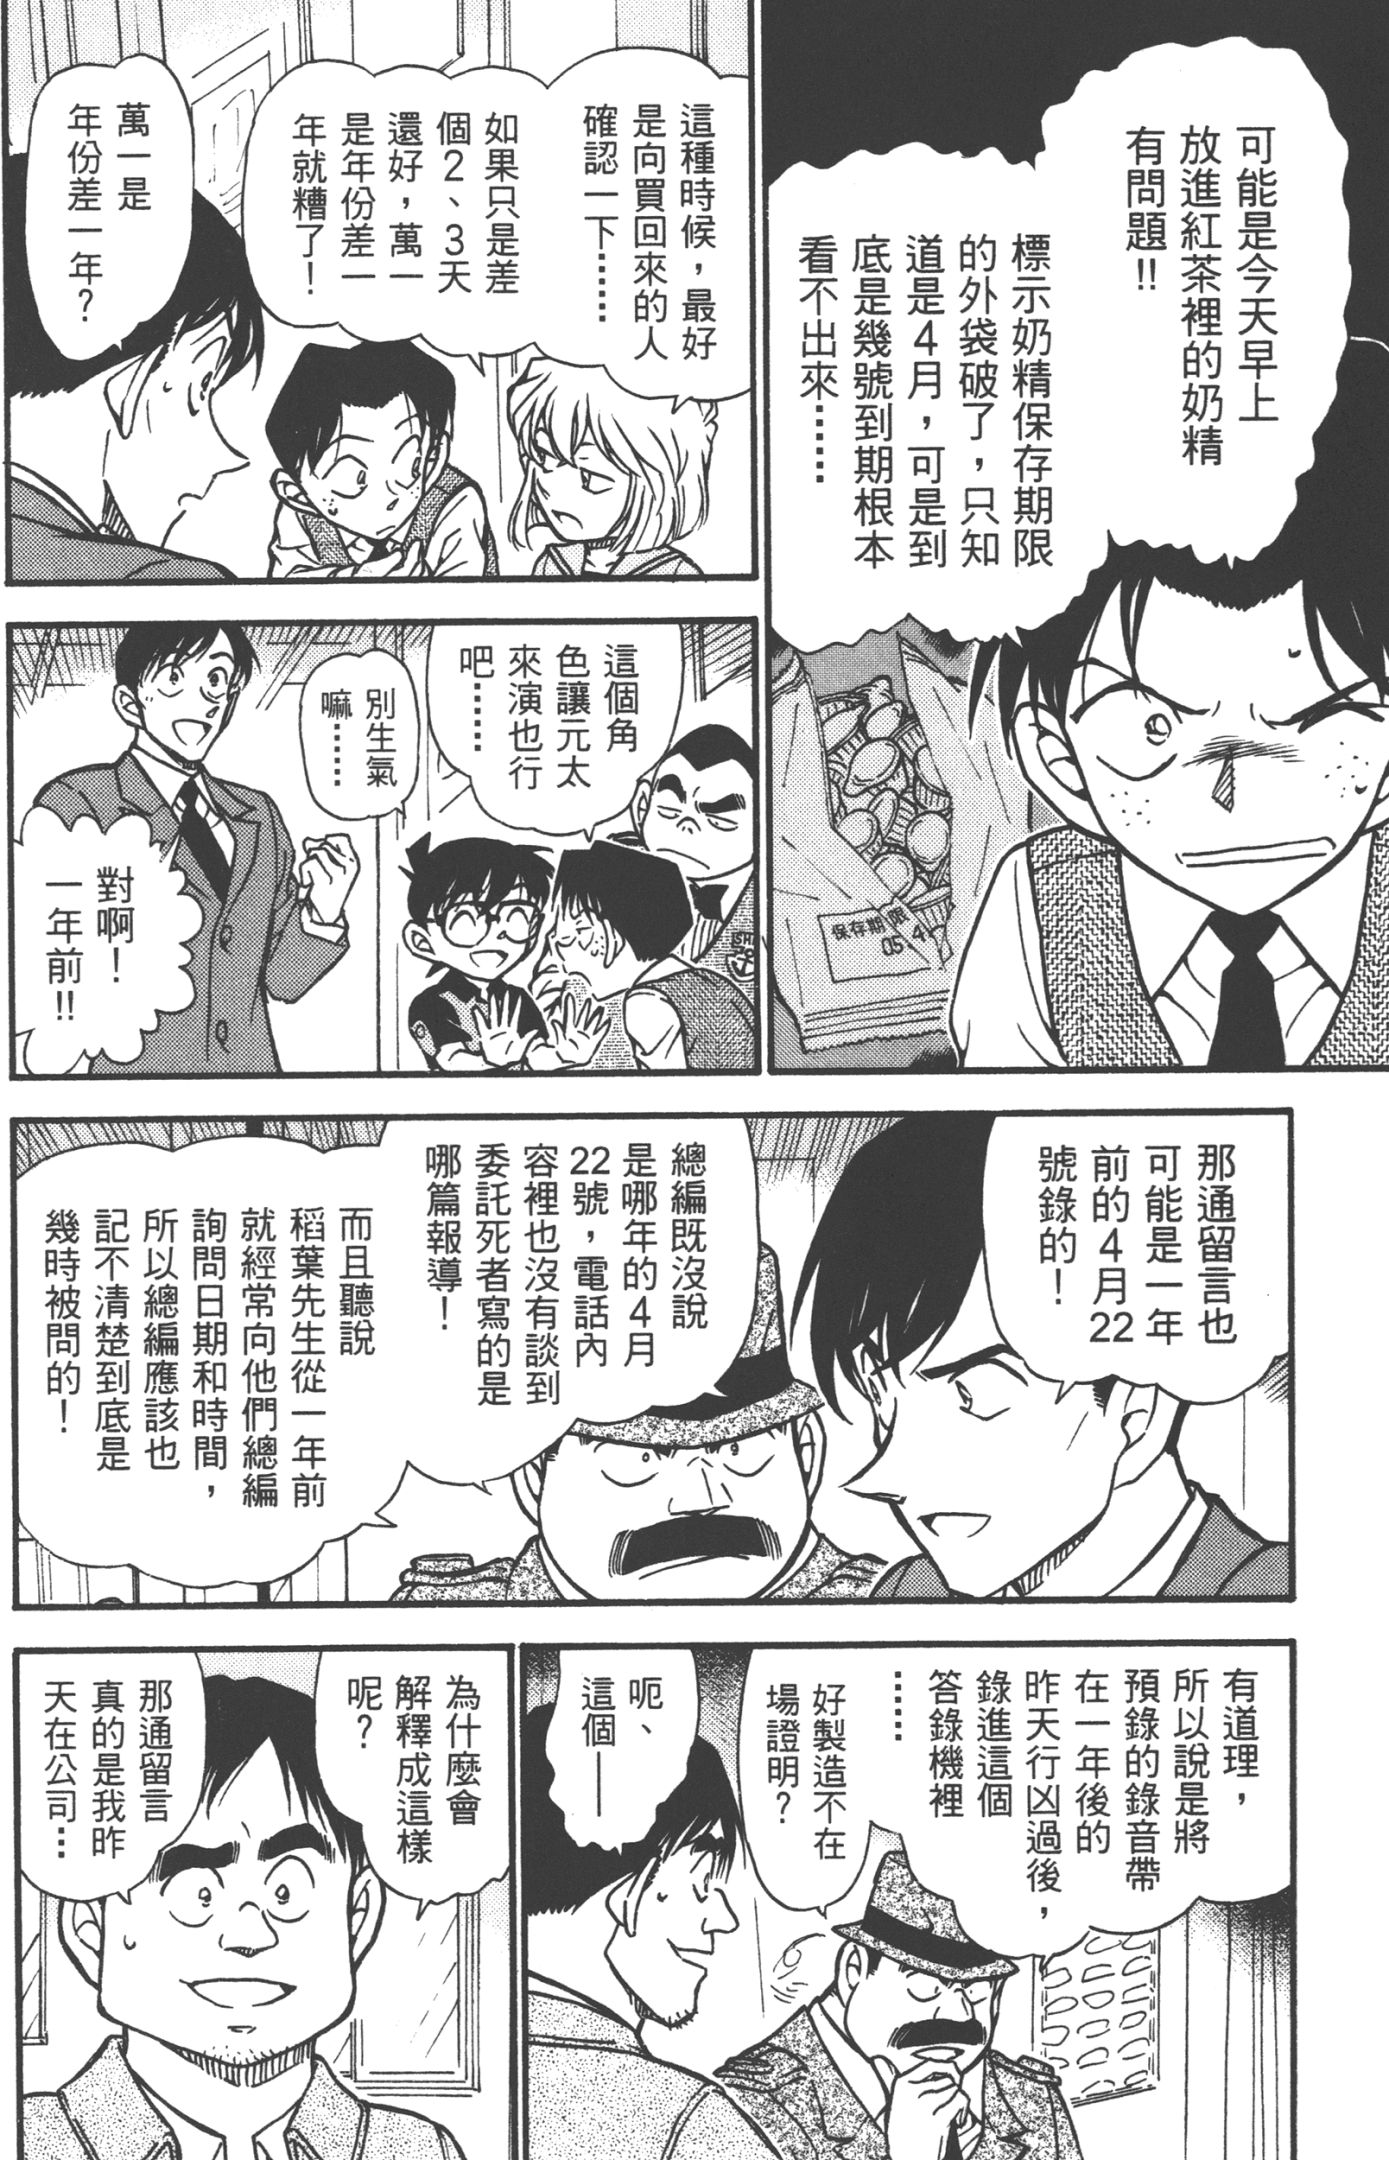 可能是今天早上
放進紅茶裡的奶精
有問題!!
標示奶精保存期限
的外袋破了，只知
道是4月，可是到
底是幾號到期根本
看不出來……
保存期限
05.4
這種時候，最好
是向買回來的人
確認一下……
如果只是差
個2、3天
還好，萬一
是年份差一
年就糟了！
萬一是
年份差一年？
這個角
色讓元太
來演也行
吧……
別生氣
嘛……
對啊！
一年前!!
那通留言也
可能是一年
前的4月22
號錄的！
總編既沒說
是哪年的4月
22號，電話內
容裡也沒有談到
委託死者寫的是
哪篇報導！
而且聽說
稻葉先生從一年前
就經常向他們總編
詢問日期和時間，
所以總編應該也
記不清楚到底是
幾時被問的！
有道理，
所以說是將
預錄的錄音帶
在一年後的
昨天行凶過後，
錄進這個
答錄機裡
……
好製造不在
場證明？
呃、
這個——
為什麼會
解釋成這樣
呢？
那通留言
真的是我昨
天在公司…